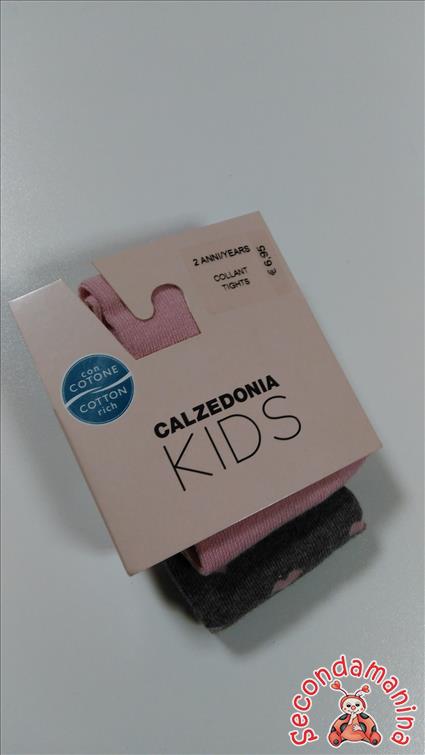 2 ANNI/YEARS
COLLANT
TIGHTS
€ 6.95
con
COTONE
COTTON
rich
CALZEDONIA
KIDS
Secondamanina